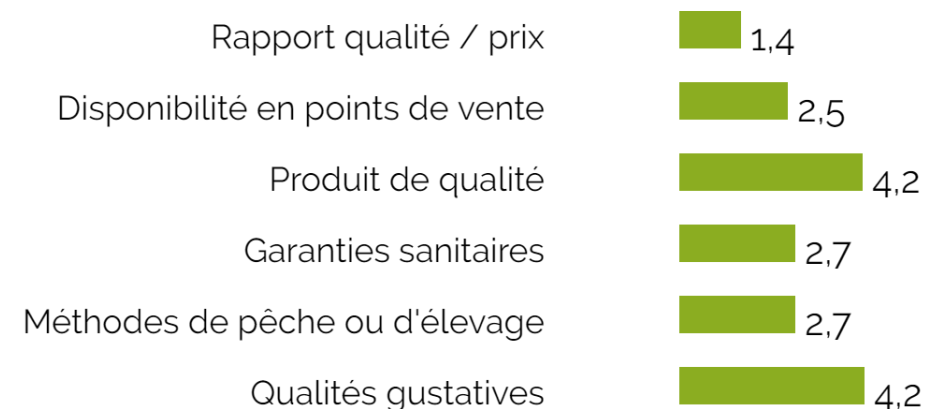 Rapport qualité / prix 1,4
Disponibilité en points de vente 2,5
Produit de qualité 4,2
Garanties sanitaires 2,7
Méthodes de pêche ou d'élevage 2,7
Qualités gustatives 4,2